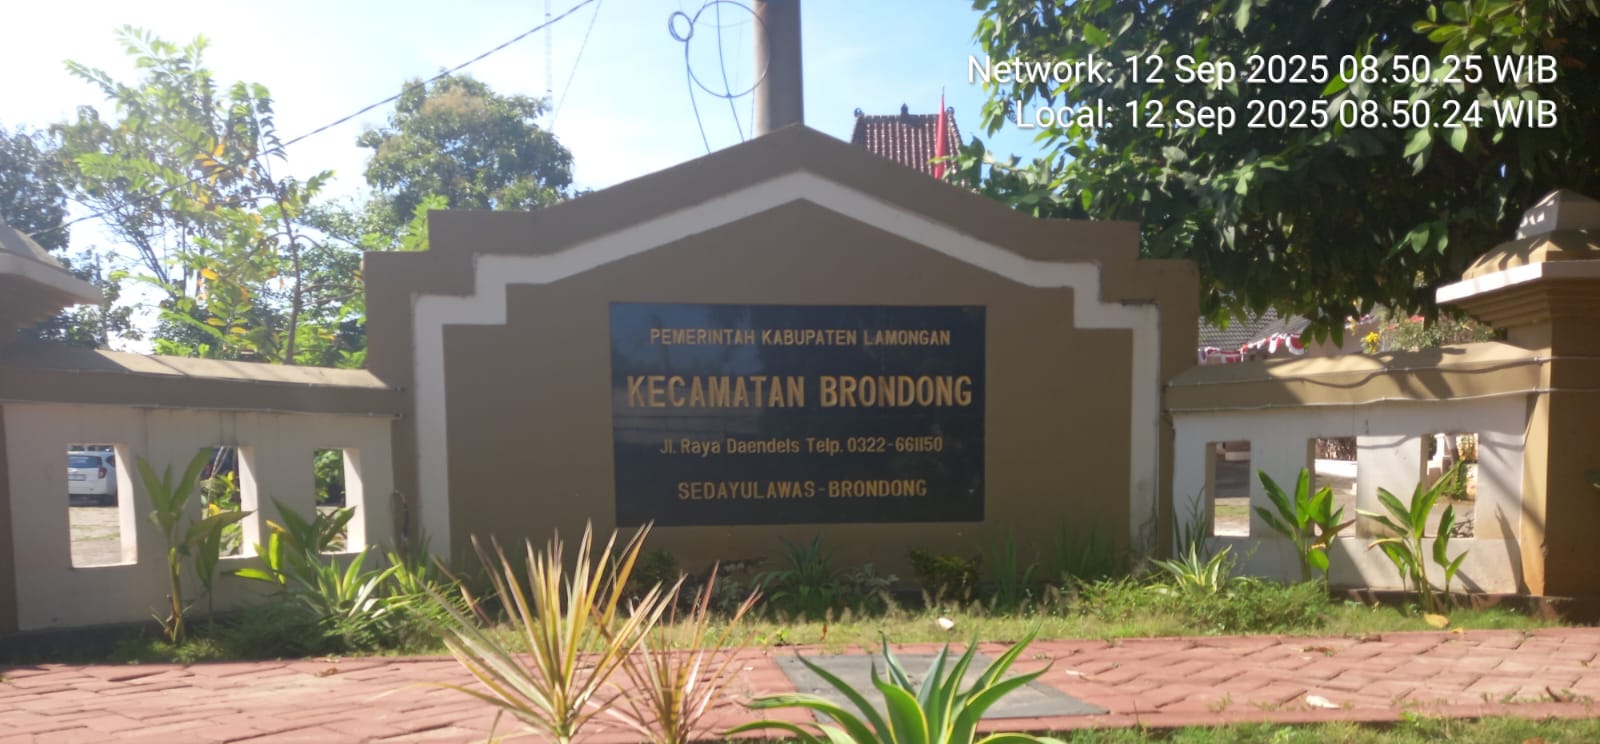 Network: 12 Sep 2025 08.50.25 WIB
Local: 12 Sep 2025 08.50.24 WIB
PEMERINTAH KABUPATEN LAMONGAN
KECAMATAN BRONDONG
Jl. Raya Daendels Telp. 0322-661150
SEDAYULAWAS-BRONDONG